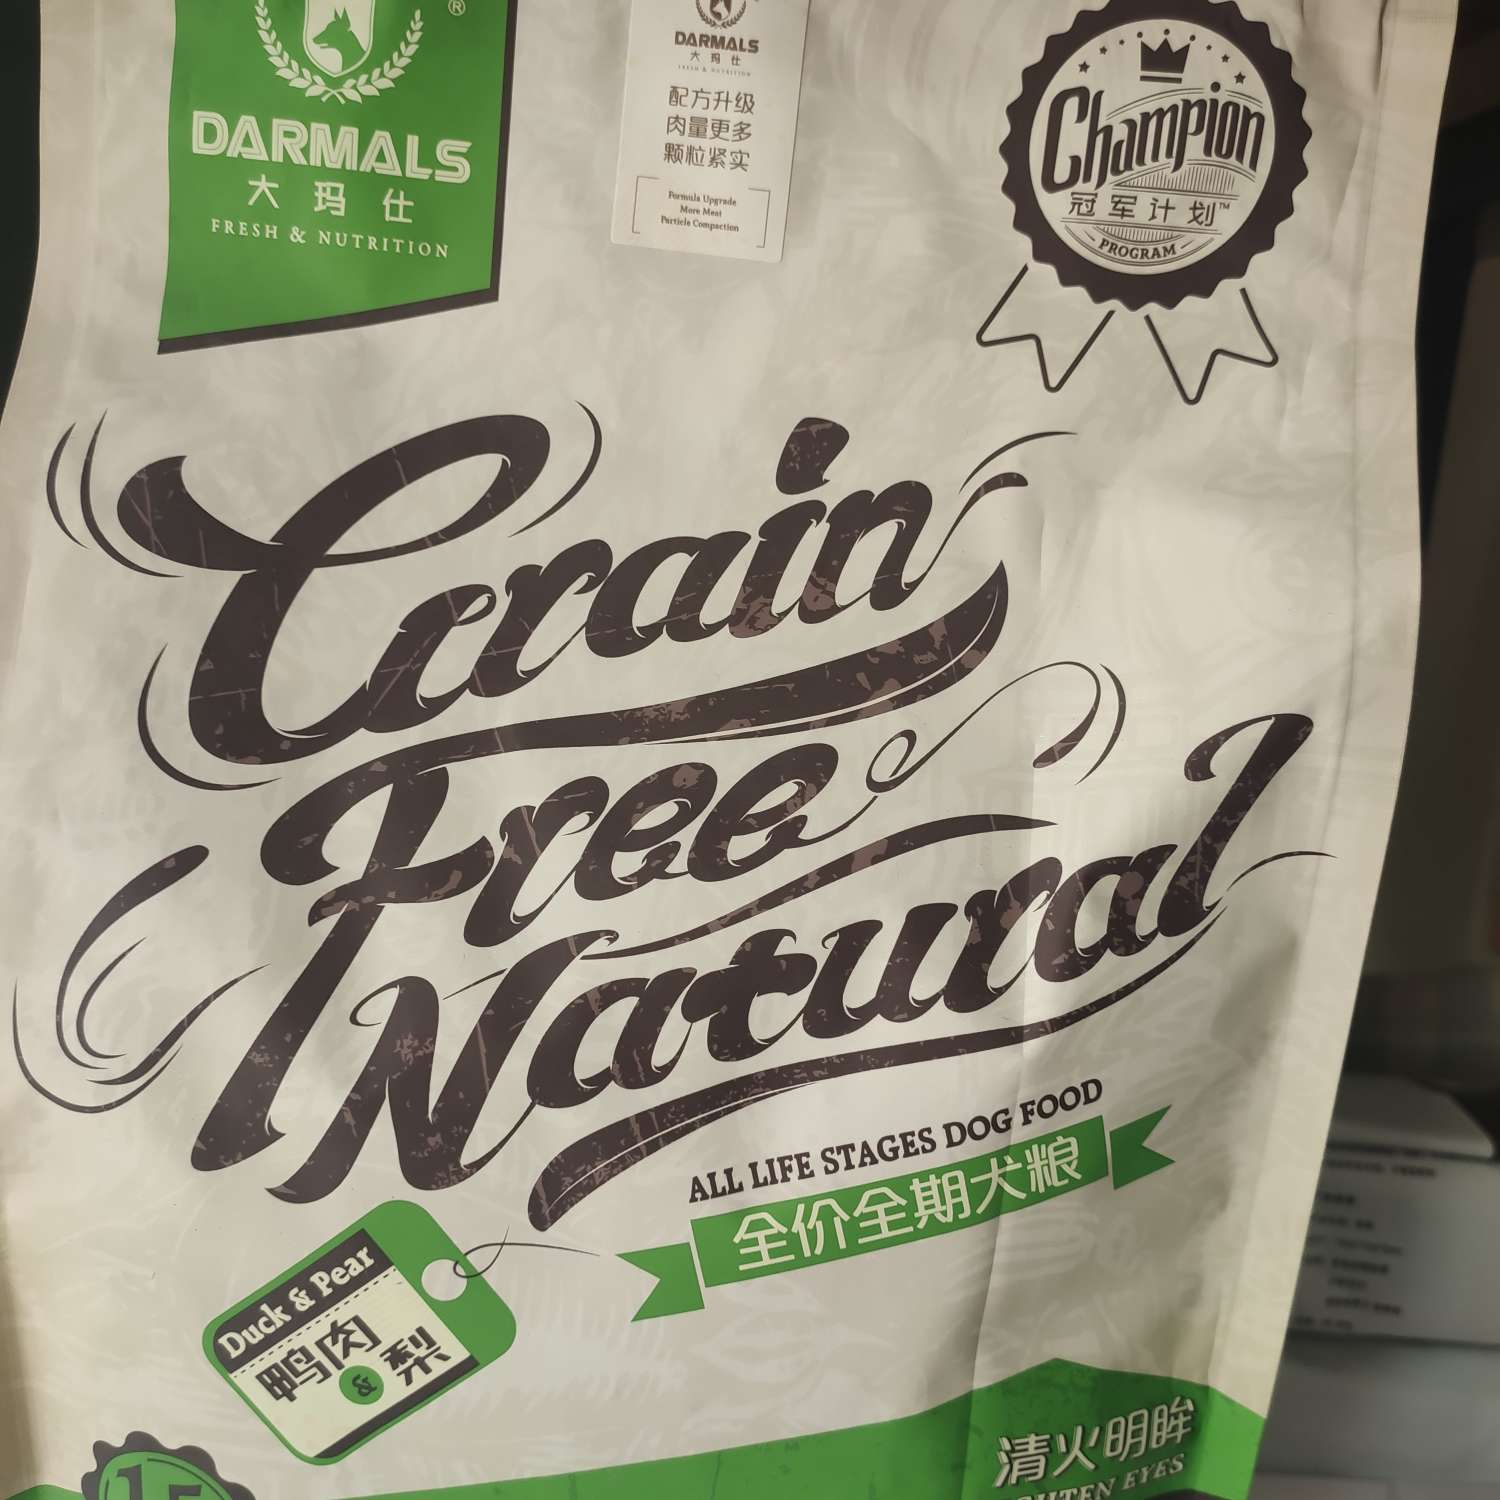 ®
DARMALS
大玛仕
FRESH & NUTRITION
DARMALS
大玛仕
FRESH & NUTRITION
配方升级
肉量更多
颗粒紧实
Formula Upgrade
More Meat
Particle Compaction
Champion
冠军计划™
PROGRAM
Grain
Free
Natural
ALL LIFE STAGES DOG FOOD
全价全期犬粮
Duck & Pear
鸭肉
&梨
清火明眸
EYES